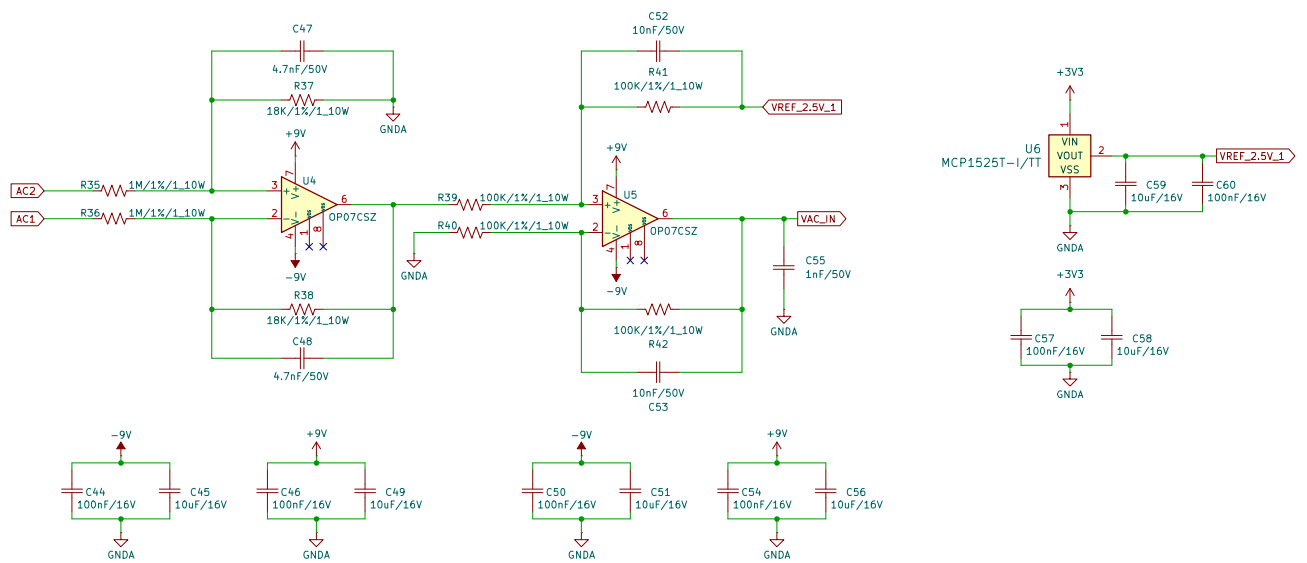 C47
4.7nF/50V
R37
18K/1%/1_10W
GNDA
+9V
AC2
R35
1M/1%/1_10W
AC1
R36
1M/1%/1_10W
3
2
7
4
1
8
6
+
-
V+
V-
U4
OP07CSZ
-9V
R38
18K/1%/1_10W
C48
4.7nF/50V
C52
10nF/50V
R41
100K/1%/1_10W
VREF_2.5V_1
+9V
R39
100K/1%/1_10W
R40
100K/1%/1_10W
GNDA
3
2
7
4
1
8
6
+
-
V+
V-
U5
OP07CSZ
-9V
VAC_IN
C55
1nF/50V
GNDA
100K/1%/1_10W
R42
10nF/50V
C53
+3V3
1
U6
MCP1525T-I/TT
VIN
VOUT
VSS
2
3
VREF_2.5V_1
C59
10uF/16V
C60
100nF/16V
GNDA
+3V3
C57
100nF/16V
C58
10uF/16V
GNDA
-9V
C44
100nF/16V
C45
10uF/16V
GNDA
+9V
C46
100nF/16V
C49
10uF/16V
GNDA
-9V
C50
100nF/16V
C51
10uF/16V
GNDA
+9V
C54
100nF/16V
C56
10uF/16V
GNDA